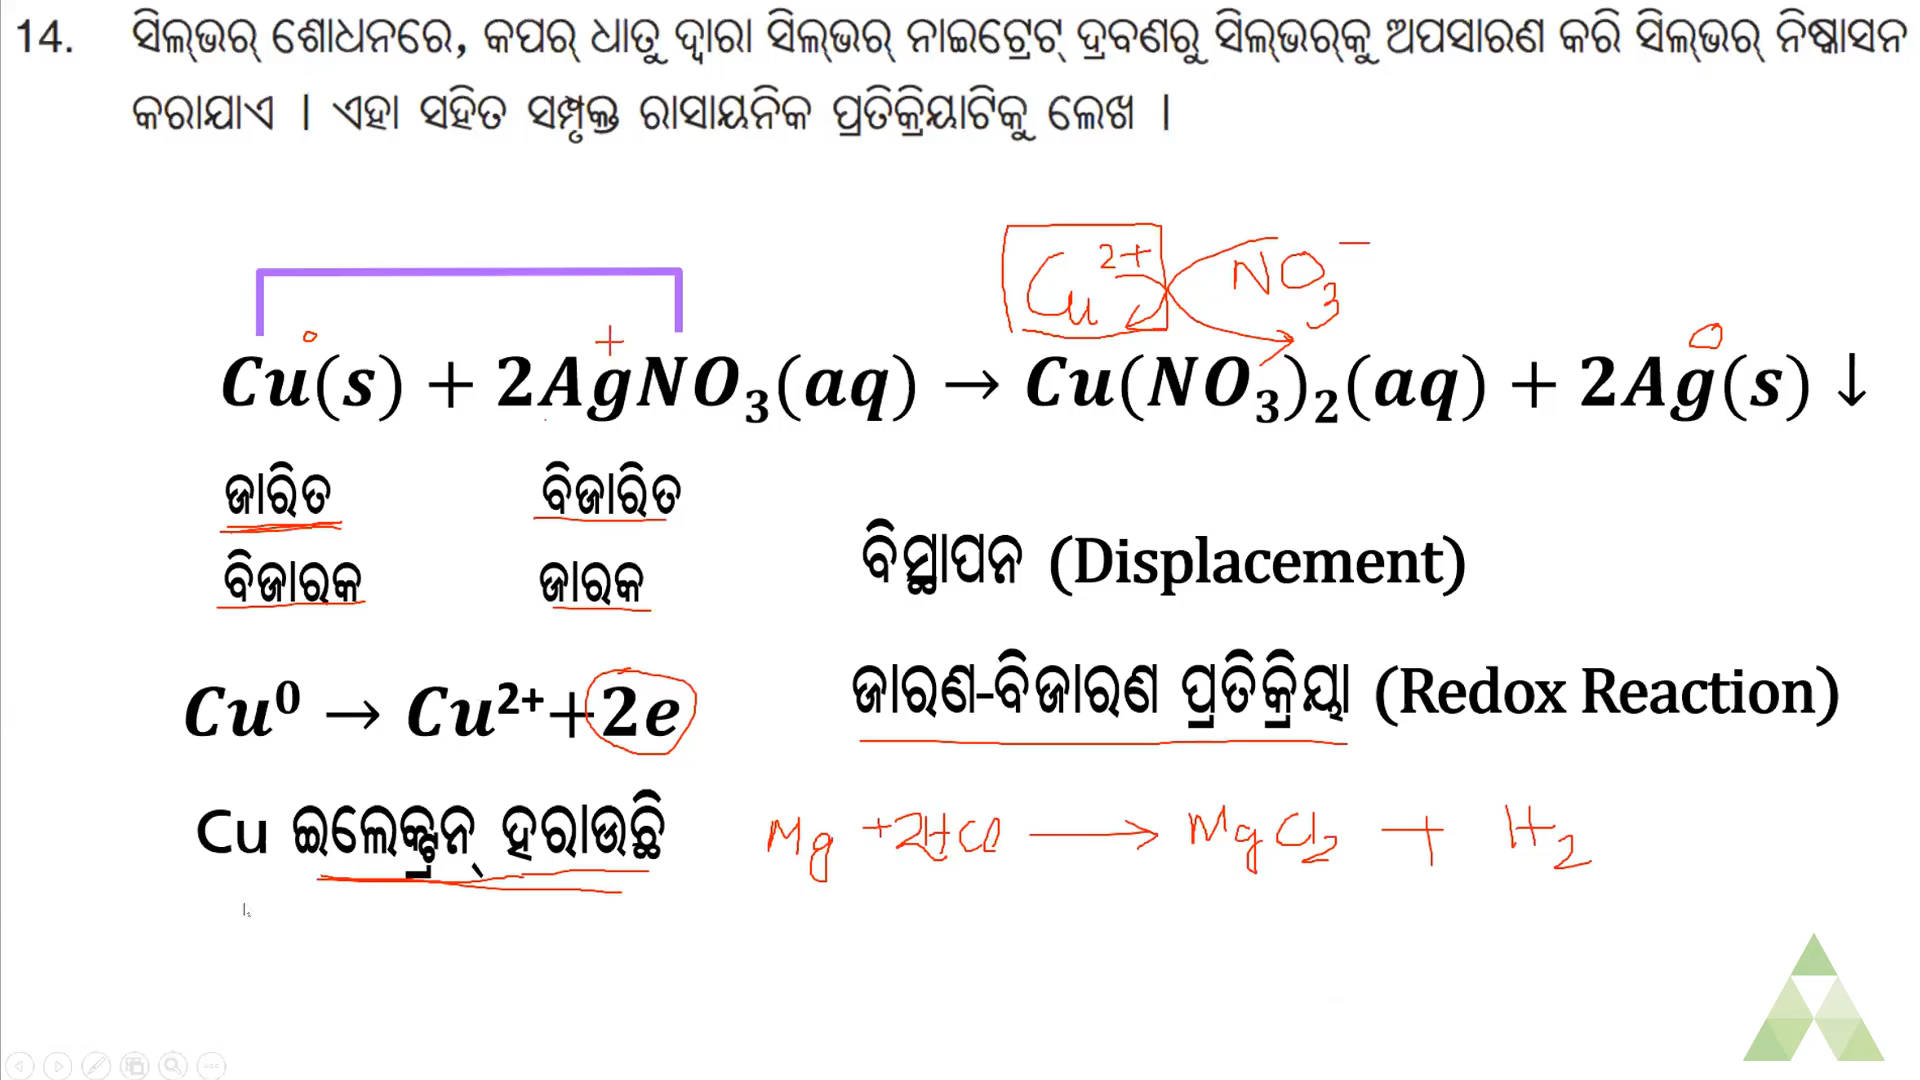 14. ସିଲ୍‌ଭର୍ ଶୋଧନରେ, କପର୍ ଧାତୁ ଦ୍ୱାରା ସିଲ୍‌ଭର୍ ନାଇଟ୍ରେଟ୍ ଦ୍ରବଣରୁ ସିଲ୍‌ଭର୍‌କୁ ଅପସାରଣ କରି ସିଲ୍‌ଭର୍ ନିଷ୍କାସନ
କରାଯାଏ । ଏହା ସହିତ ସମ୍ପୃକ୍ତ ରାସାୟନିକ ପ୍ରତିକ୍ରିୟାଟିକୁ ଲେଖ ।
Cu²⁺ NO₃⁻
° + 0
Cu(s) + 2AgNO₃(aq) → Cu(NO₃)₂(aq) + 2Ag(s) ↓
ଜାରିତ ବିଜାରିତ
ବିଜାରକ ଜାରକ
ବିସ୍ଥାପନ (Displacement)
ଜାରଣ-ବିଜାରଣ ପ୍ରତିକ୍ରିୟା (Redox Reaction)
Cu⁰ → Cu²⁺+2e
Cu ଇଲେକ୍ଟ୍ରନ୍ ହରାଉଛି
Mg +2HCl → MgCl₂ + H₂